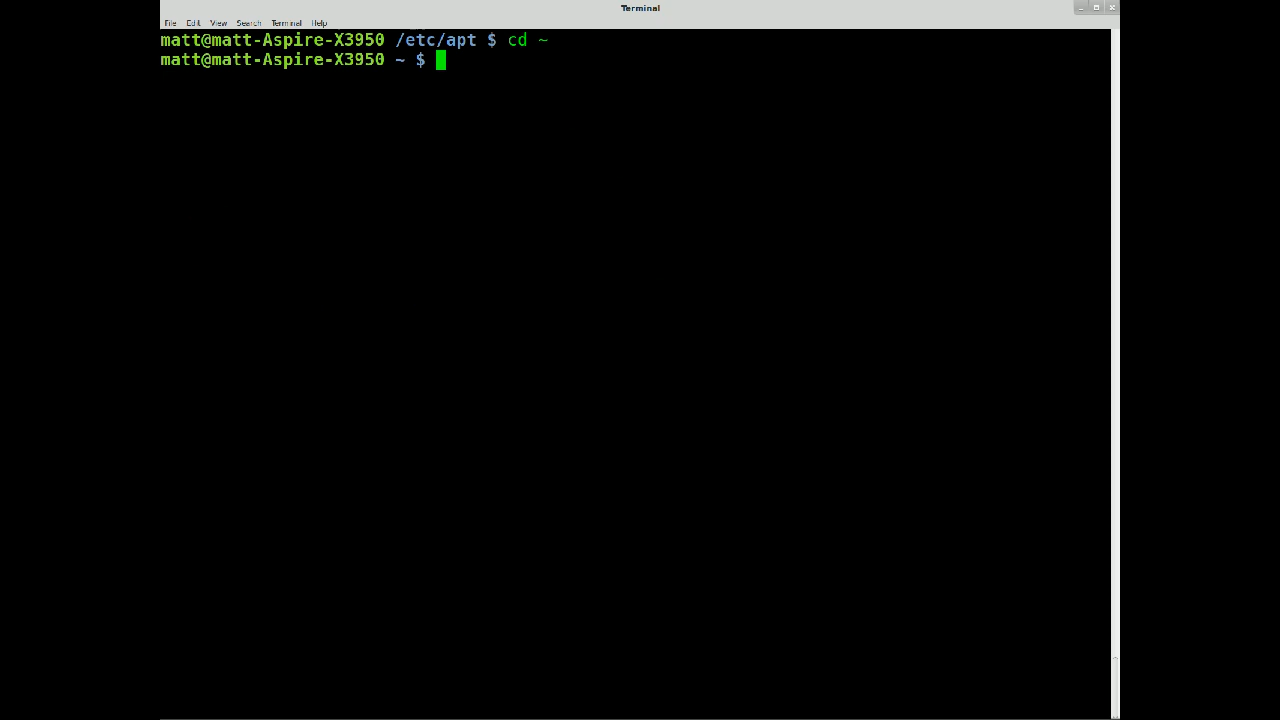 Terminal
File Edit View Search Terminal Help
matt@matt-Aspire-X3950 /etc/apt $ cd ~
matt@matt-Aspire-X3950 ~ $